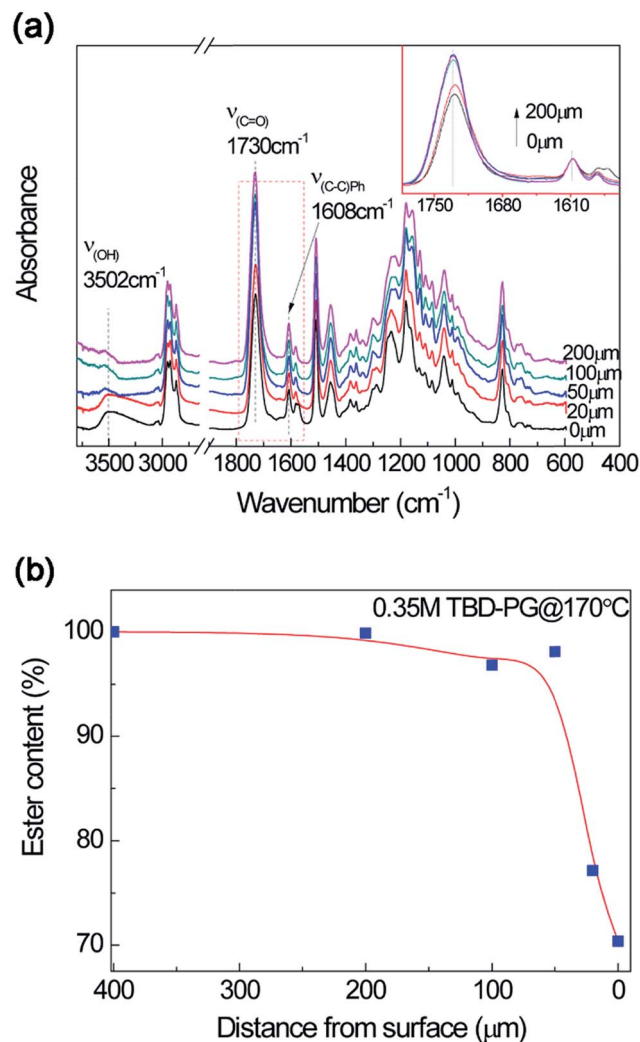 (a)
ν(C=O)
1730cm-1
ν(C-C)Ph
1608cm-1
ν(OH)
3502cm-1
200μm
0μm
1750 1680 1610
Absorbance
200μm
100μm
50μm
20μm
0μm
3500 3000 1800 1600 1400 1200 1000 800 600 400
Wavenumber (cm-1)
(b)
0.35M TBD-PG@170°C
100
90
80
70
Ester content (%)
400 300 200 100 0
Distance from surface (μm)